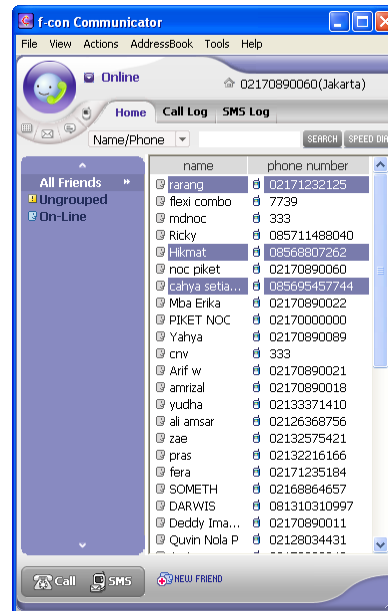 f-con Communicator
File View Actions AddressBook Tools Help
Online
02170890060(Jakarta)
Home Call Log SMS Log
Name/Phone SEARCH SPEED DIA
name phone number
All Friends »
Ungrouped
On-Line
rarang 02171232125
flexi combo 7739
mdnoc 333
Ricky 085711488040
Hikmat 08568807262
noc piket 02170890060
cahya setia... 085695457744
Mba Erika 02170890022
PIKET NOC 02170000000
Yahya 02170890089
cnv 333
Arif w 02170890021
amrizal 02170890018
yudha 02133371410
ali amsar 02126368756
zae 02132575421
pras 02132216166
fera 02171235184
SOMETH 02168864657
DARWIS 081310310997
Deddy Ima... 02170890011
Quvin Nola P 02128034431
Call SMS NEW FRIEND